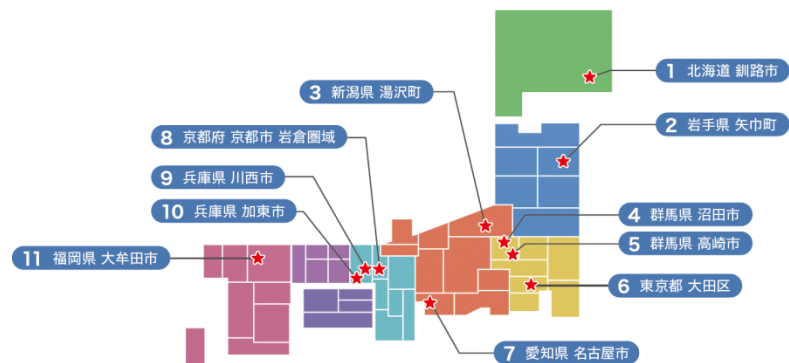 1 北海道 釧路市
3 新潟県 湯沢町
2 岩手県 矢巾町
8 京都府 京都市 岩倉圏域
9 兵庫県 川西市
10 兵庫県 加東市
4 群馬県 沼田市
5 群馬県 高崎市
11 福岡県 大牟田市
6 東京都 大田区
7 愛知県 名古屋市